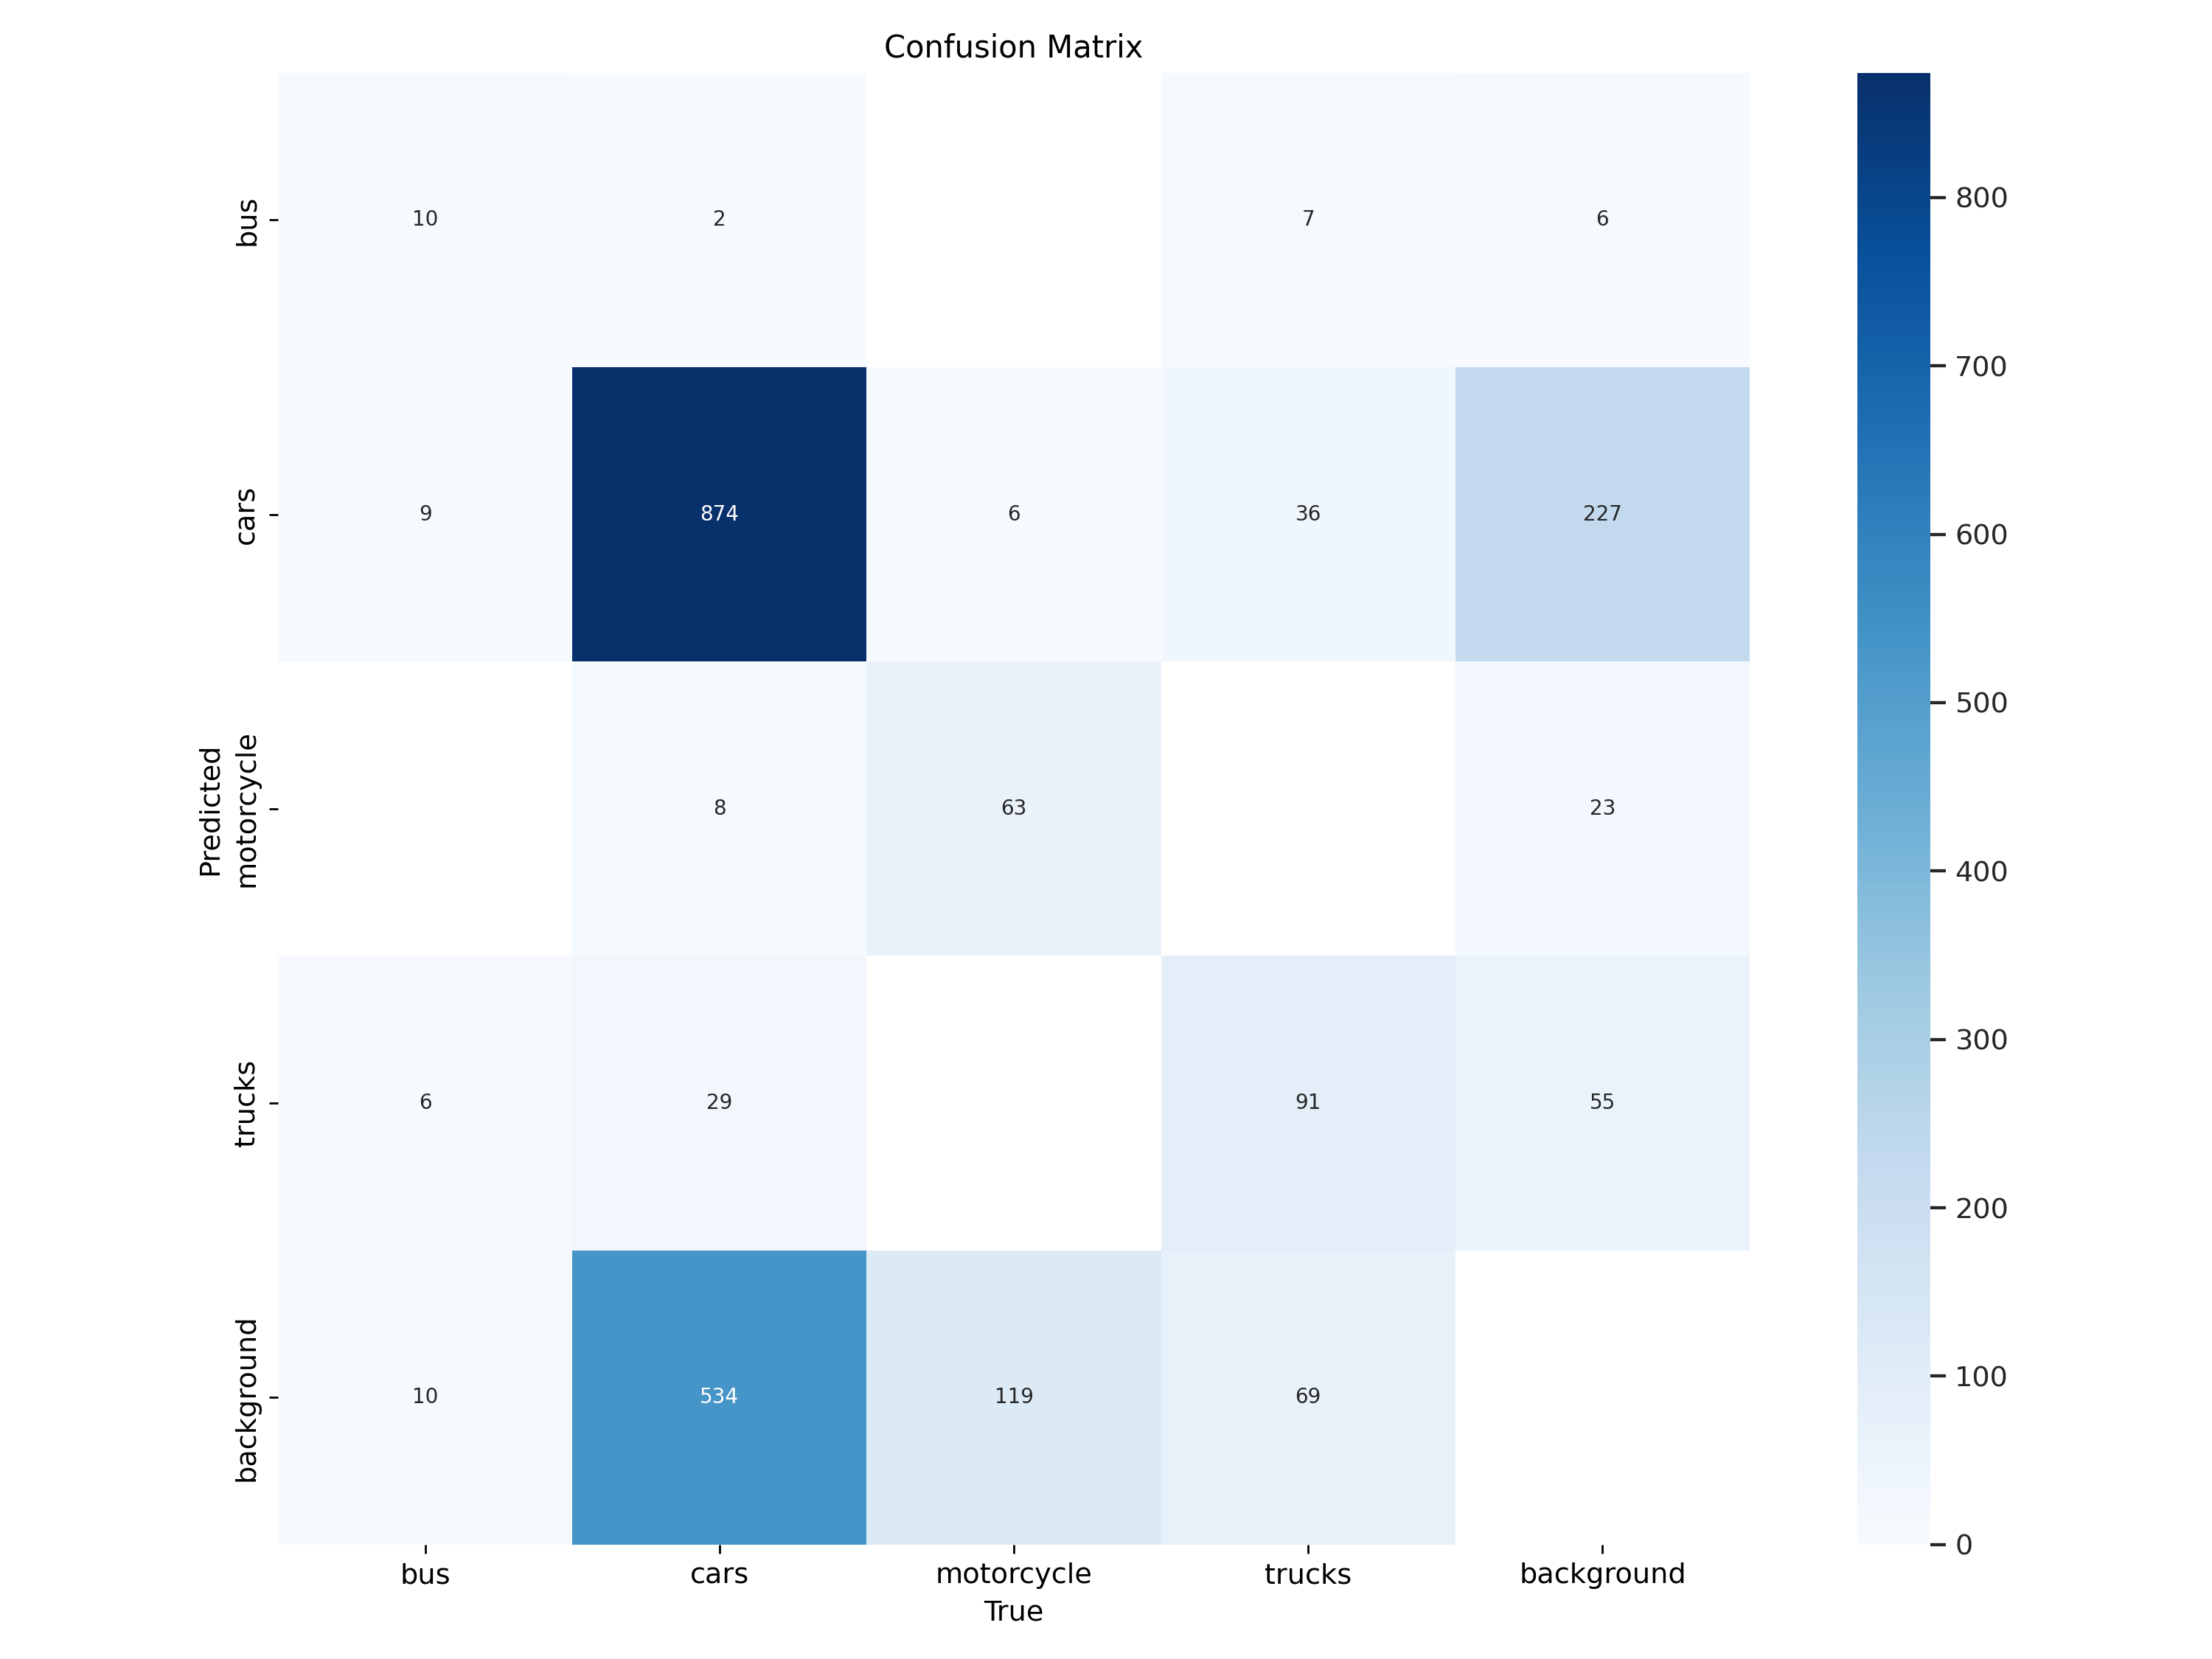 Confusion Matrix
bus 10 2 7 6
cars 9 874 6 36 227
motorcycle 8 63 23
trucks 6 29 91 55
background 10 534 119 69
Predicted
bus cars motorcycle trucks background
True
800
700
600
500
400
300
200
100
0